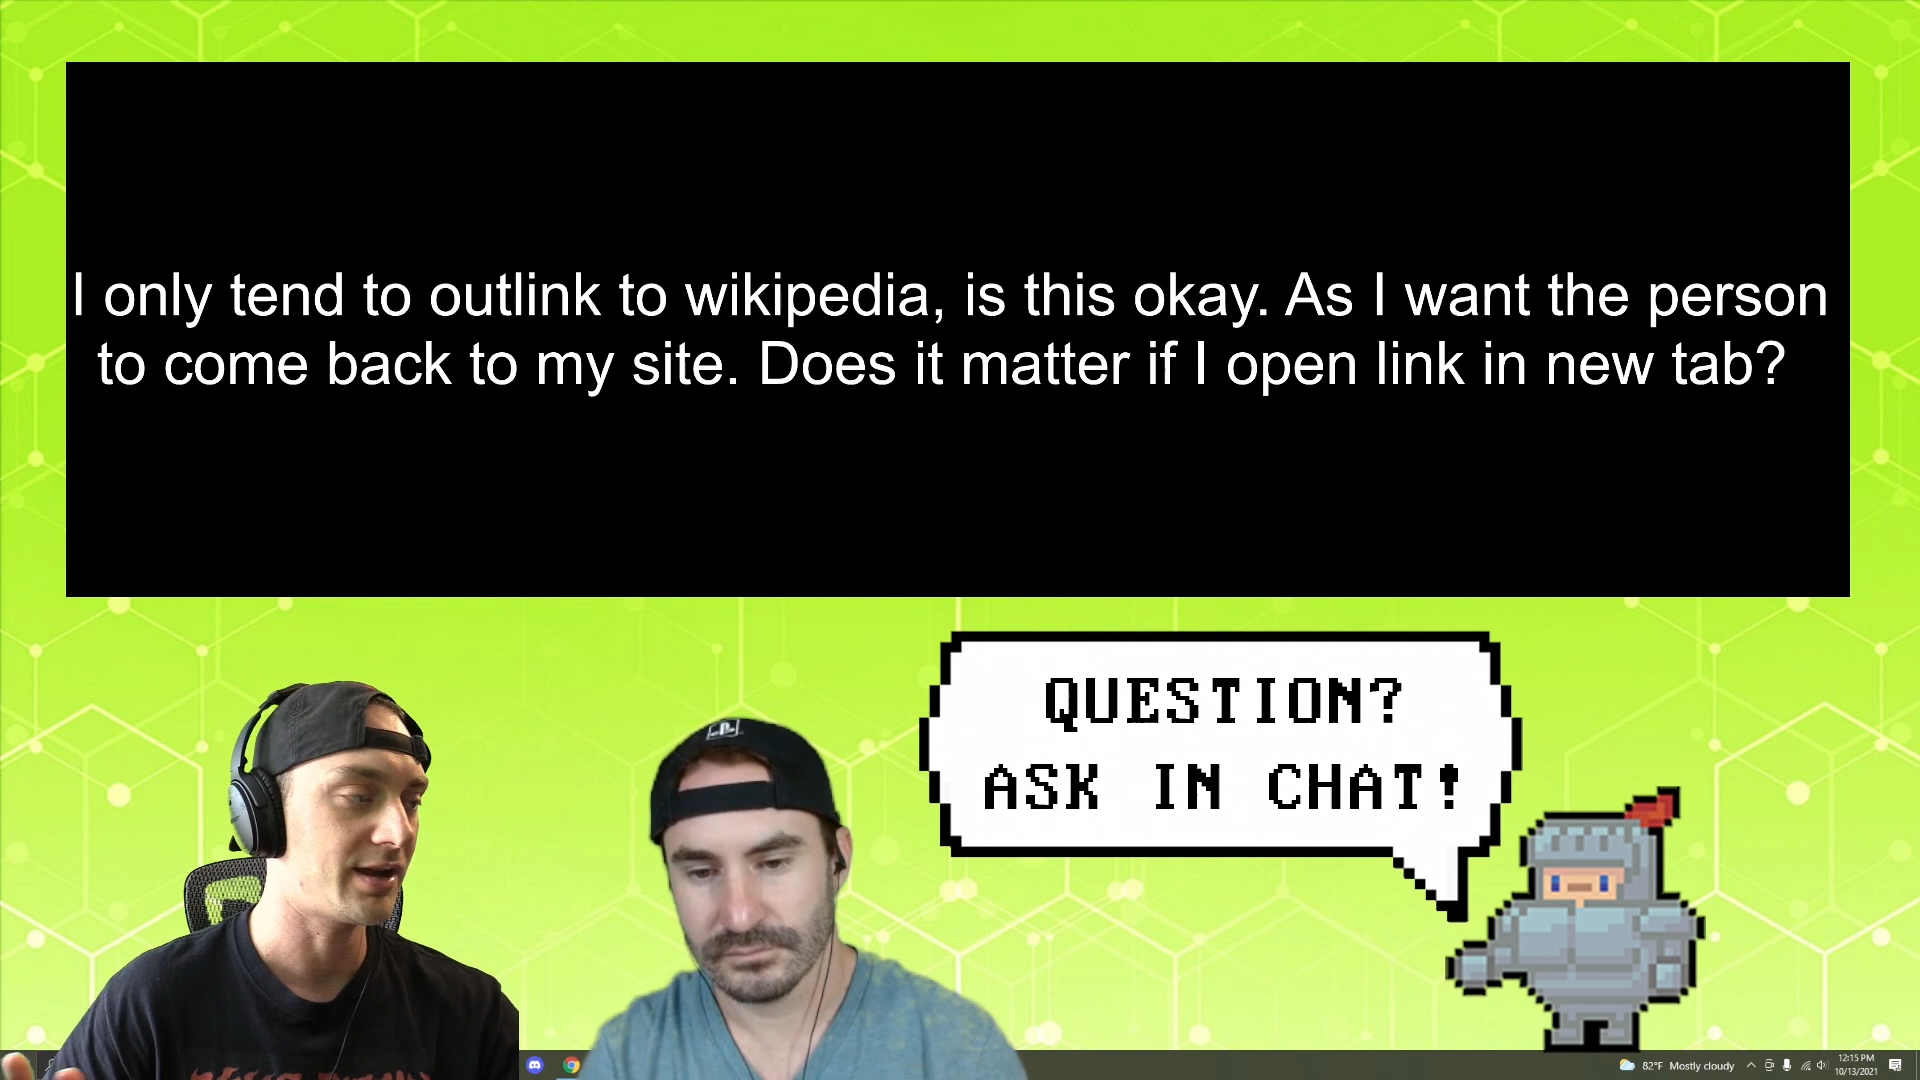 I only tend to outlink to wikipedia, is this okay. As I want the person
to come back to my site. Does it matter if I open link in new tab?
QUESTION?
ASK IN CHAT!
82°F Mostly cloudy
12:15 PM
10/13/2021